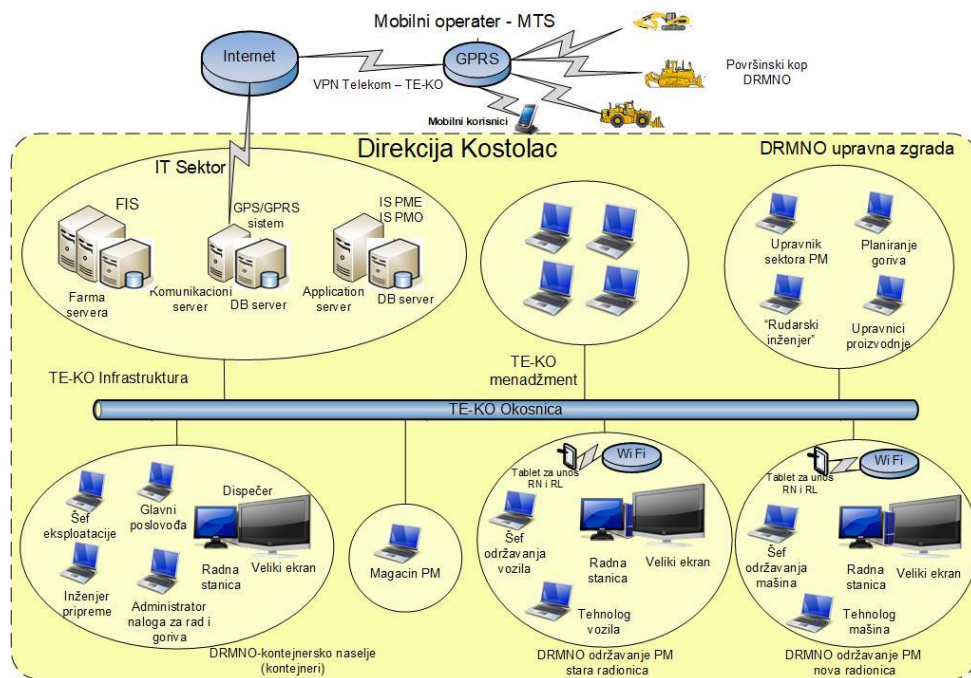 Mobilni operater - MTS
Internet
GPRS
VPN Telekom – TE-KO
Površinski kop
DRMNO
Mobilni korisnici
Direkcija Kostolac
IT Sektor
DRMNO upravna zgrada
FIS
GPS/GPRS
sistem
IS PME
IS PMO
Farma
servera
Komunikacioni
server
DB server
Application
server
DB server
Upravnik
sektora PM
Planiranje
goriva
“Rudarski
inženjer”
Upravnici
proizvodnje
TE-KO Infrastruktura
TE-KO
menadžment
TE-KO Okosnica
Šef
eksploatacije
Glavni
poslovođa
Dispečer
Radna
stanica
Veliki ekran
Inženjer
pripreme
Administrator
naloga za rad i
goriva
DRMNO-kontejnersko naselje
(kontejneri)
Magacin PM
WiFi
Tablet za unos
RN i RL
Šef
održavanja
vozila
Radna
stanica
Veliki ekran
Tehnolog
vozila
DRMNO održavanje PM
stara radionica
WiFi
Tablet za unos
RN i RL
Šef
održavanja
mašina
Radna
stanica
Veliki ekran
Tehnolog
mašina
DRMNO održavanje PM
nova radionica